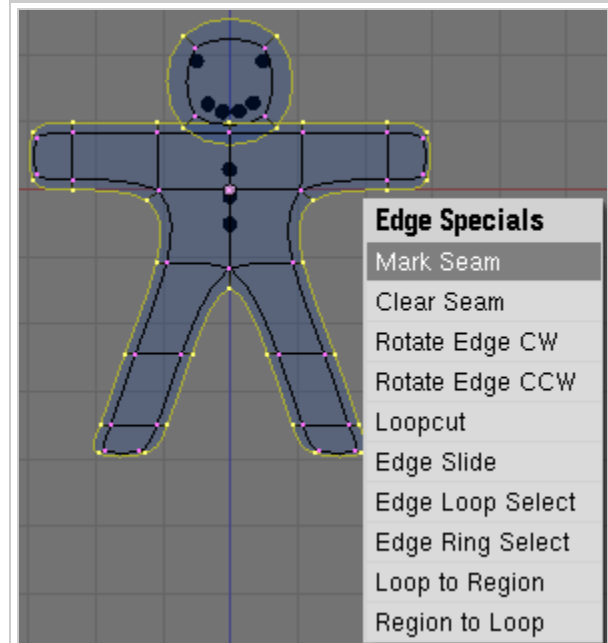 Edge Specials
Mark Seam
Clear Seam
Rotate Edge CW
Rotate Edge CCW
Loopcut
Edge Slide
Edge Loop Select
Edge Ring Select
Loop to Region
Region to Loop